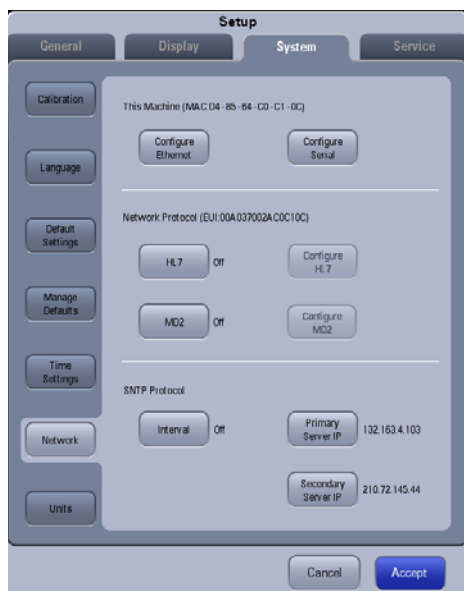 Setup
General Display System Service
Calibration
Language
Default
Settings
Manage
Defaults
Time
Settings
Network
Units
This Machine (MAC:D4-85-64-C0-C1-0C)
Configure
Ethernet
Configure
Serial
Network Protocol (EUI:00A037002AC0C10C)
HL7 Off
Configure
HL7
MD2 Off
Configure
MD2
SNTP Protocol
Interval Off
Primary
Server IP
132.163.4.103
Secondary
Server IP
210.72.145.44
Cancel Accept